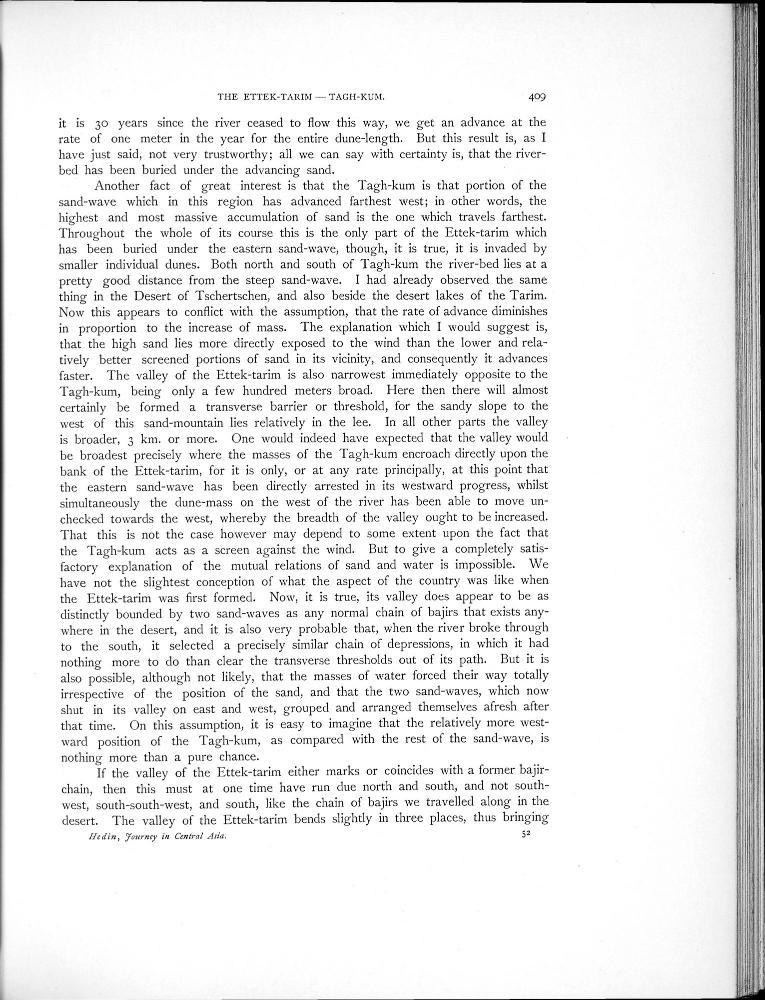 THE ETTEK-TARIM — TAGH-KUM. 409
it is 30 years since the river ceased to flow this way, we get an advance at the
rate of one meter in the year for the entire dune-length. But this result is, as I
have just said, not very trustworthy; all we can say with certainty is, that the river-
bed has been buried under the advancing sand.
Another fact of great interest is that the Tagh-kum is that portion of the
sand-wave which in this region has advanced farthest west; in other words, the
highest and most massive accumulation of sand is the one which travels farthest.
Throughout the whole of its course this is the only part of the Ettek-tarim which
has been buried under the eastern sand-wave, though, it is true, it is invaded by
smaller individual dunes. Both north and south of Tagh-kum the river-bed lies at a
pretty good distance from the steep sand-wave. I had already observed the same
thing in the Desert of Tschertschen, and also beside the desert lakes of the Tarim.
Now this appears to conflict with the assumption, that the rate of advance diminishes
in proportion to the increase of mass. The explanation which I would suggest is,
that the high sand lies more directly exposed to the wind than the lower and rela-
tively better screened portions of sand in its vicinity, and consequently it advances
faster. The valley of the Ettek-tarim is also narrowest immediately opposite to the
Tagh-kum, being only a few hundred meters broad. Here then there will almost
certainly be formed a transverse barrier or threshold, for the sandy slope to the
west of this sand-mountain lies relatively in the lee. In all other parts the valley
is broader, 3 km. or more. One would indeed have expected that the valley would
be broadest precisely where the masses of the Tagh-kum encroach directly upon the
bank of the Ettek-tarim, for it is only, or at any rate principally, at this point that
the eastern sand-wave has been directly arrested in its westward progress, whilst
simultaneously the dune-mass on the west of the river has been able to move un-
checked towards the west, whereby the breadth of the valley ought to be increased.
That this is not the case however may depend to some extent upon the fact that
the Tagh-kum acts as a screen against the wind. But to give a completely satis-
factory explanation of the mutual relations of sand and water is impossible. We
have not the slightest conception of what the aspect of the country was like when
the Ettek-tarim was first formed. Now, it is true, its valley does appear to be as
distinctly bounded by two sand-waves as any normal chain of bajirs that exists any-
where in the desert, and it is also very probable that, when the river broke through
to the south, it selected a precisely similar chain of depressions, in which it had
nothing more to do than clear the transverse thresholds out of its path. But it is
also possible, although not likely, that the masses of water forced their way totally
irrespective of the position of the sand, and that the two sand-waves, which now
shut in its valley on east and west, grouped and arranged themselves afresh after
that time. On this assumption, it is easy to imagine that the relatively more west-
ward position of the Tagh-kum, as compared with the rest of the sand-wave, is
nothing more than a pure chance.
If the valley of the Ettek-tarim either marks or coincides with a former bajir-
chain, then this must at one time have run due north and south, and not south-
west, south-south-west, and south, like the chain of bajirs we travelled along in the
desert. The valley of the Ettek-tarim bends slightly in three places, thus bringing
Hedin, Journey in Central Asia. 52